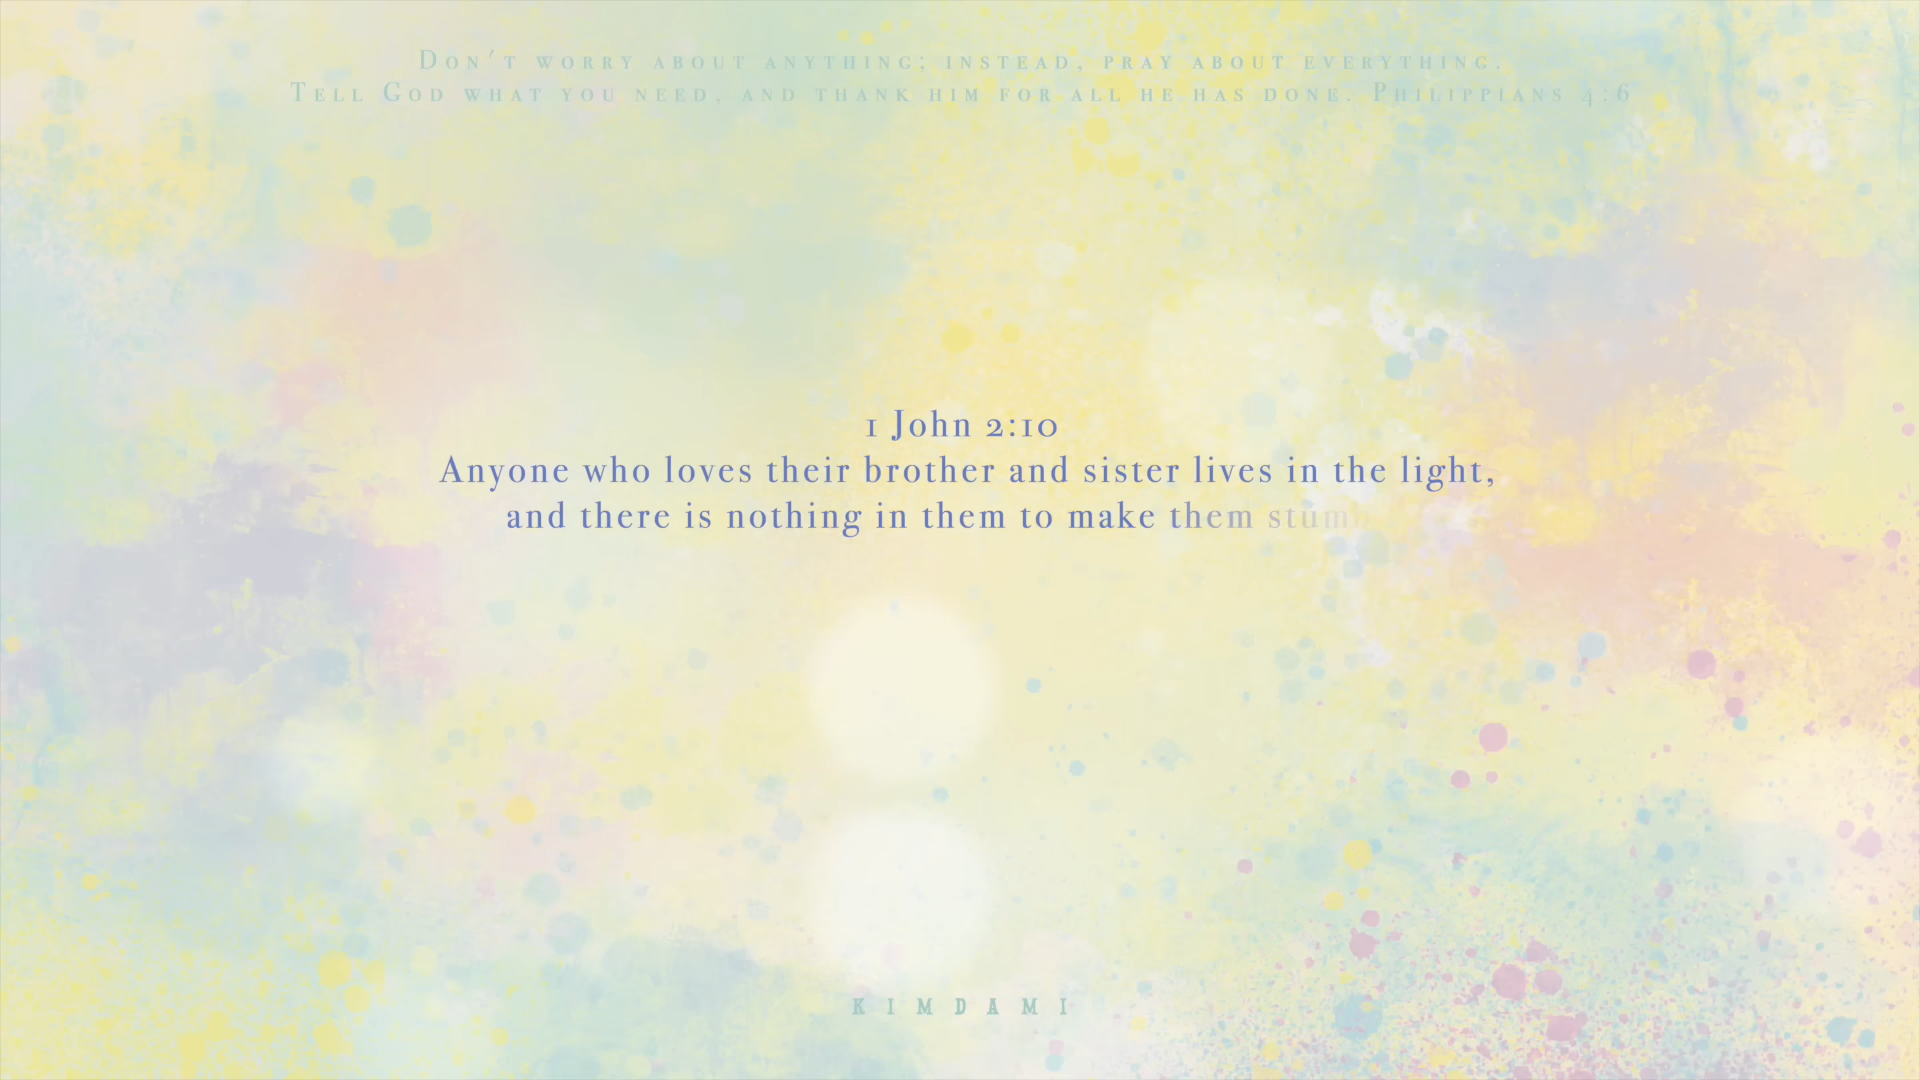 Don't worry about anything; instead, pray about everything.
Tell God what you need, and thank him for all he has done. Philippians 4:6
1 John 2:10
Anyone who loves their brother and sister lives in the light,
and there is nothing in them to make them stum
KIMDAMI